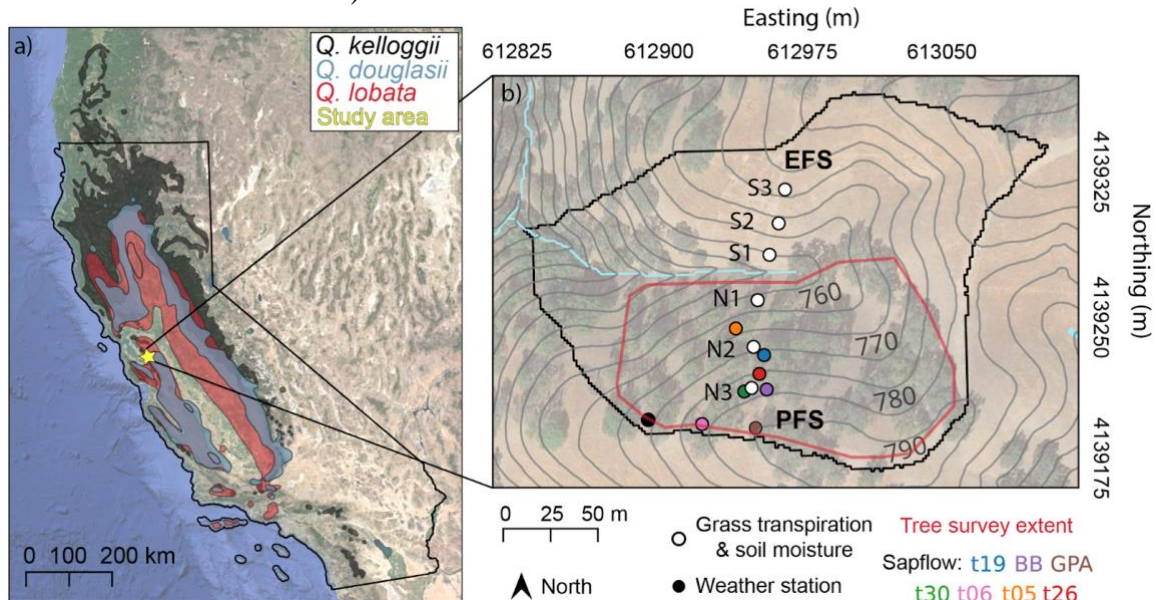 a)
Q. kelloggii
Q. douglasii
Q. lobata
Study area
0 100 200 km
Easting (m)
612825 612900 612975 613050
b)
EFS
S3
S2
S1
N1
N2
N3
PFS
760
770
780
790
4139325
4139250
4139175
Northing (m)
0 25 50 m
North
Grass transpiration
& soil moisture
Weather station
Tree survey extent
Sapflow: t19 BB GPA
t30 t06 t05 t26